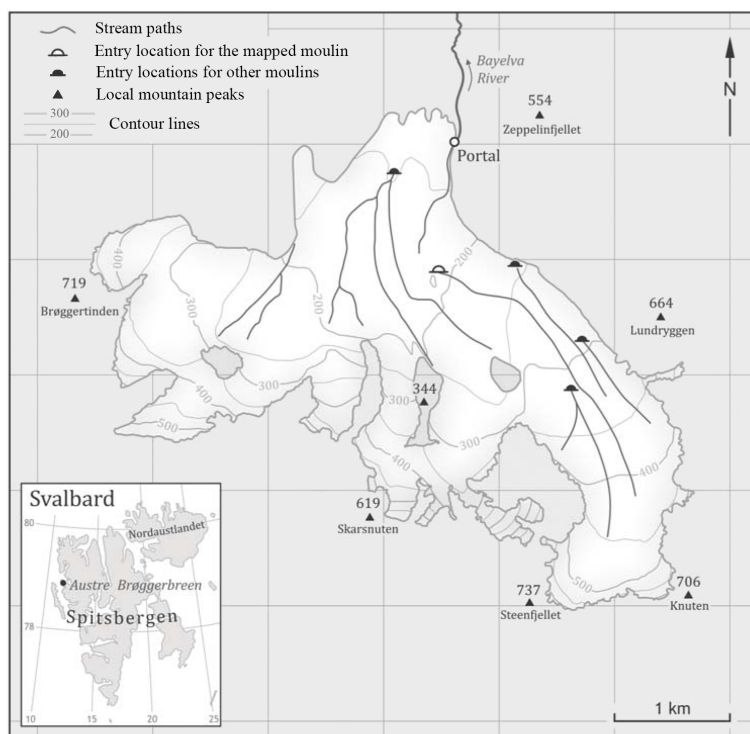 Stream paths
Entry location for the mapped moulin
Entry locations for other moulins
Local mountain peaks
300
Contour lines
200
Bayelva
River
N
554
Zeppelinfjellet
Portal
200
400
719
Brøggertinden
300
200
664
Lundryggen
400
300
344
300
500
300
400
400
619
Skarsnuten
500
737
Steenfjellet
706
Knuten
Svalbard
80
Nordaustlandet
Austre Brøggerbreen
Spitsbergen
78
10 15 20 25
1 km